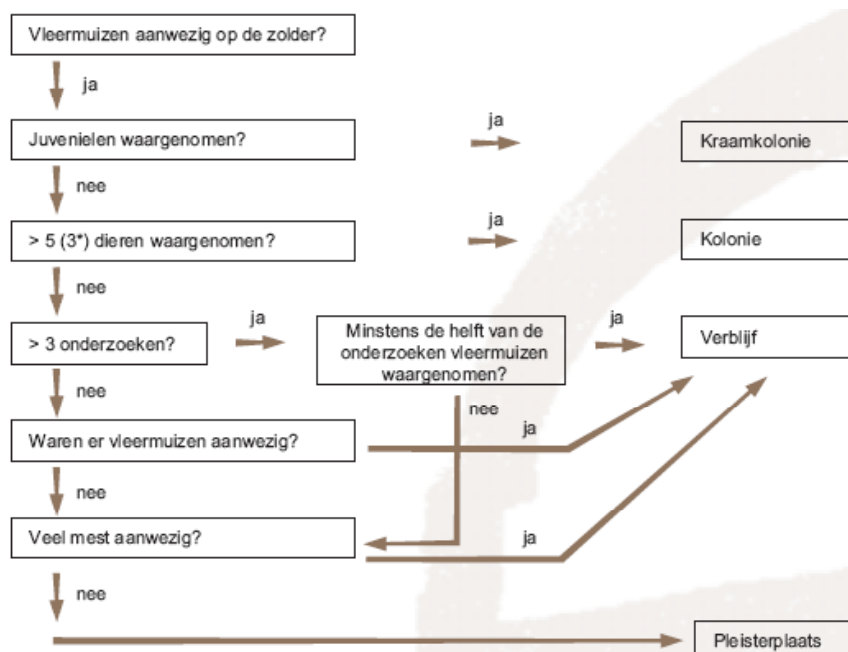 Vleermuizen aanwezig op de zolder?
ja
Juvenielen waargenomen?
ja
Kraamkolonie
nee
> 5 (3*) dieren waargenomen?
ja
Kolonie
nee
> 3 onderzoeken?
ja
Minstens de helft van de
onderzoeken vleermuizen
waargenomen?
ja
Verblijf
nee
nee
Waren er vleermuizen aanwezig?
ja
nee
Veel mest aanwezig?
ja
nee
Pleisterplaats